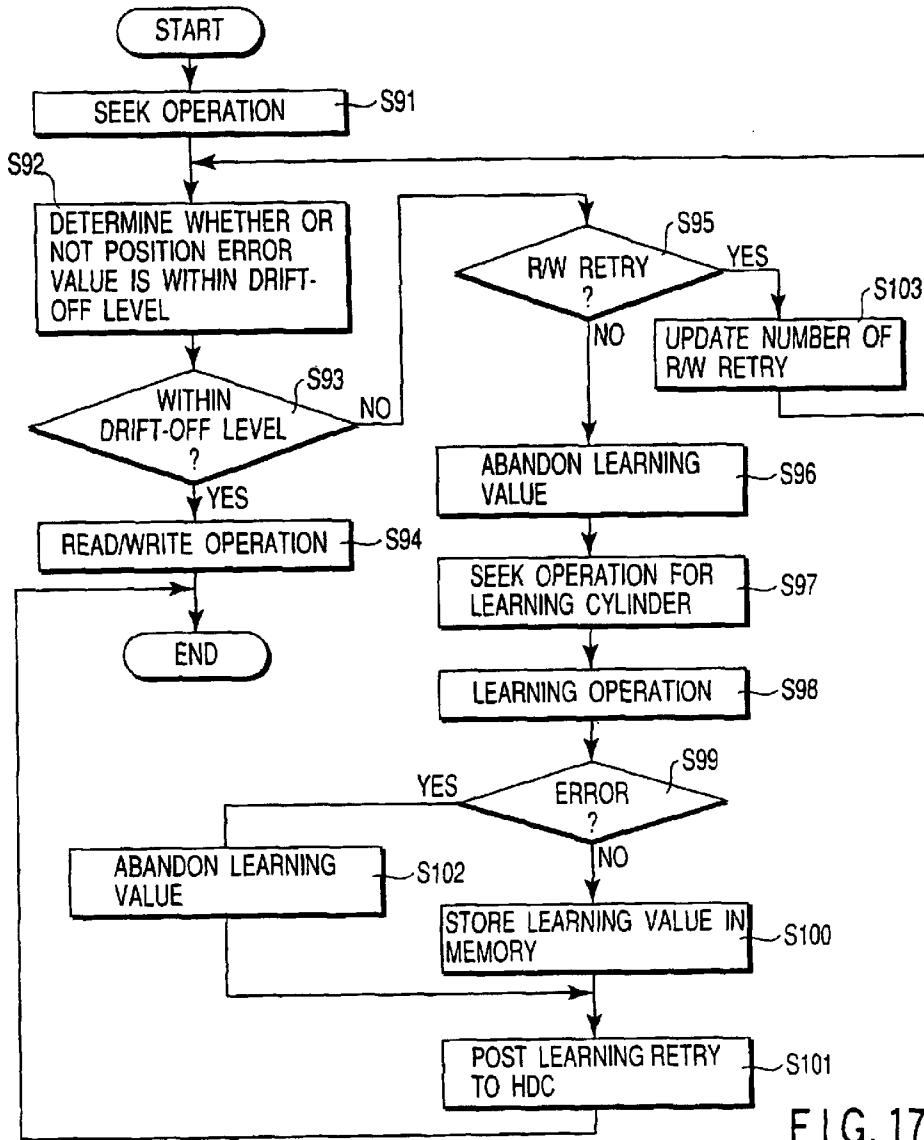 START
SEEK OPERATION
S91
S92
DETERMINE WHETHER OR
NOT POSITION ERROR
VALUE IS WITHIN DRIFT-
OFF LEVEL
S93
WITHIN
DRIFT-OFF LEVEL
?
NO
YES
READ/WRITE OPERATION
S94
END
S95
R/W RETRY
?
YES
NO
S103
UPDATE NUMBER OF
R/W RETRY
ABANDON LEARNING
VALUE
S96
SEEK OPERATION FOR
LEARNING CYLINDER
S97
LEARNING OPERATION
S98
S99
ERROR
?
YES
NO
ABANDON LEARNING
VALUE
S102
STORE LEARNING VALUE IN
MEMORY
S100
POST LEARNING RETRY
TO HDC
S101
FIG. 17